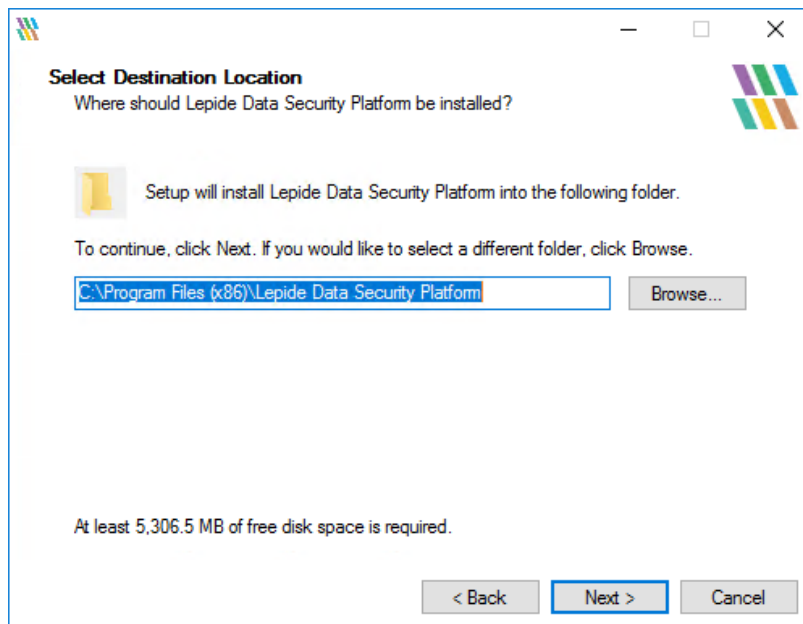 Select Destination Location
Where should Lepide Data Security Platform be installed?
Setup will install Lepide Data Security Platform into the following folder.
To continue, click Next. If you would like to select a different folder, click Browse.
C:\Program Files (x86)\Lepide Data Security Platform
Browse...
At least 5,306.5 MB of free disk space is required.
< Back
Next >
Cancel